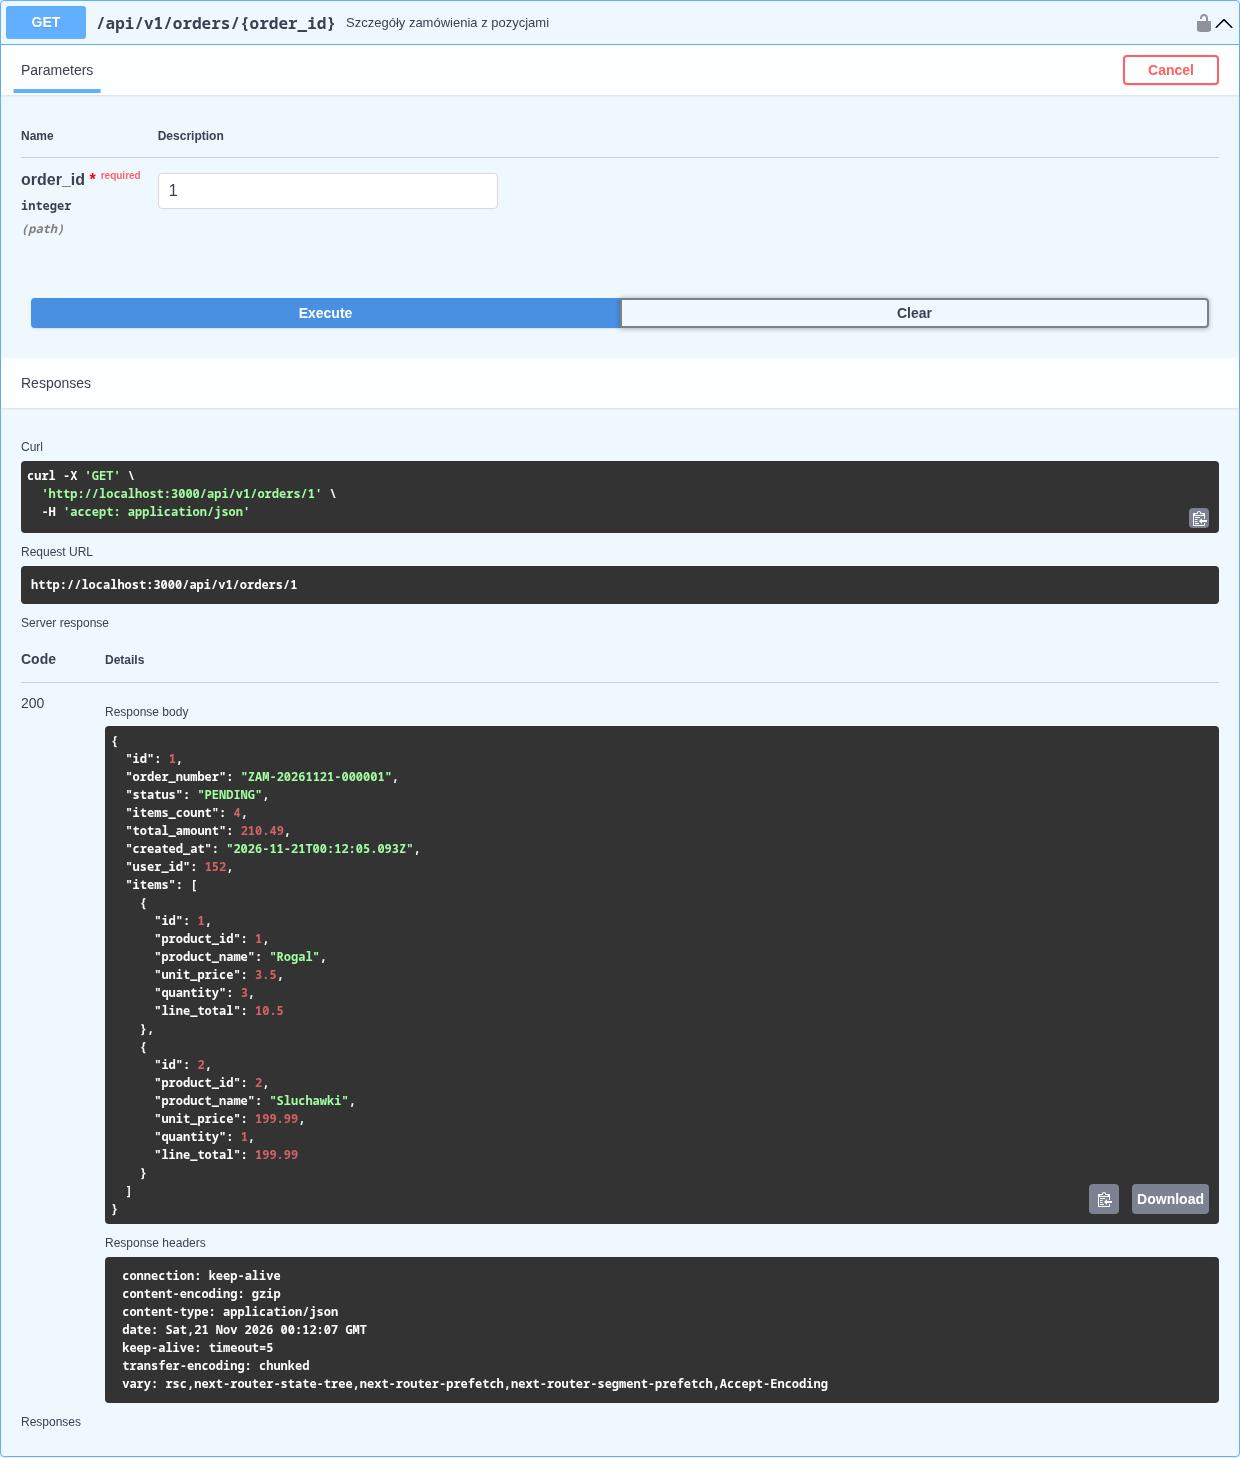 GET /api/v1/orders/{order_id} Szczegóły zamówienia z pozycjami
Parameters
Cancel
Name Description
order_id * required
integer
(path)
1
Execute
Clear
Responses
Curl
curl -X 'GET' \
  'http://localhost:3000/api/v1/orders/1' \
  -H 'accept: application/json'
Request URL
http://localhost:3000/api/v1/orders/1
Server response
Code Details
200
Response body
{
  "id": 1,
  "order_number": "ZAM-20261121-000001",
  "status": "PENDING",
  "items_count": 4,
  "total_amount": 210.49,
  "created_at": "2026-11-21T00:12:05.093Z",
  "user_id": 152,
  "items": [
    {
      "id": 1,
      "product_id": 1,
      "product_name": "Rogal",
      "unit_price": 3.5,
      "quantity": 3,
      "line_total": 10.5
    },
    {
      "id": 2,
      "product_id": 2,
      "product_name": "Sluchawki",
      "unit_price": 199.99,
      "quantity": 1,
      "line_total": 199.99
    }
  ]
}
Download
Response headers
connection: keep-alive
content-encoding: gzip
content-type: application/json
date: Sat,21 Nov 2026 00:12:07 GMT
keep-alive: timeout=5
transfer-encoding: chunked
vary: rsc,next-router-state-tree,next-router-prefetch,next-router-segment-prefetch,Accept-Encoding
Responses